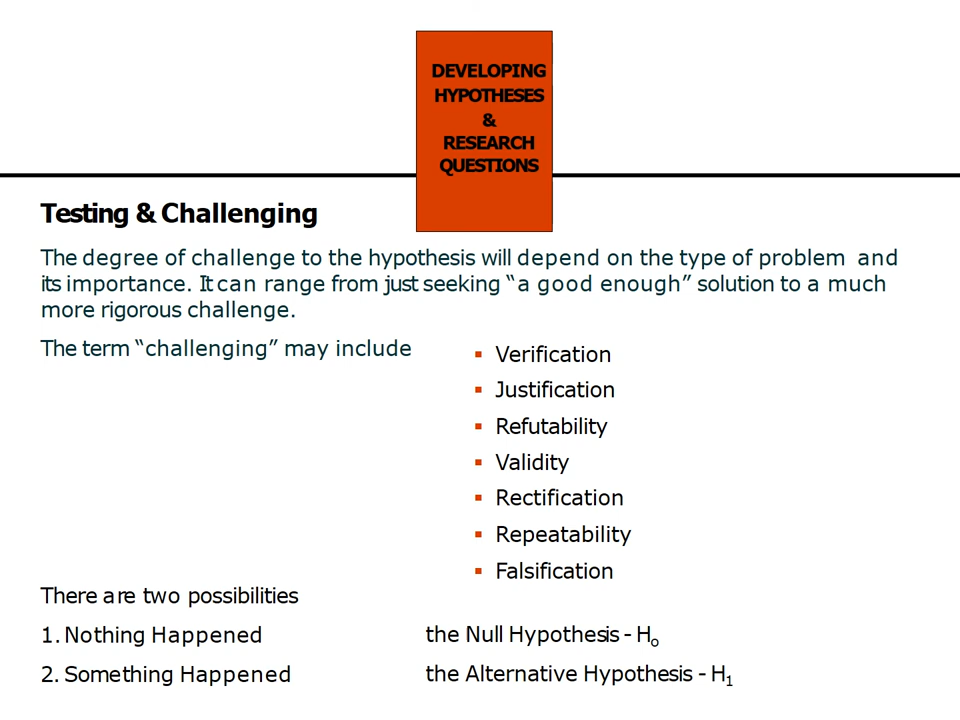 DEVELOPING
HYPOTHESES
&
RESEARCH
QUESTIONS
Testing & Challenging
The degree of challenge to the hypothesis will depend on the type of problem and
its importance. It can range from just seeking “a good enough” solution to a much
more rigorous challenge.
The term “challenging” may include
▪ Verification
▪ Justification
▪ Refutability
▪ Validity
▪ Rectification
▪ Repeatability
▪ Falsification
There are two possibilities
1. Nothing Happened the Null Hypothesis - Ho
2. Something Happened the Alternative Hypothesis - H1